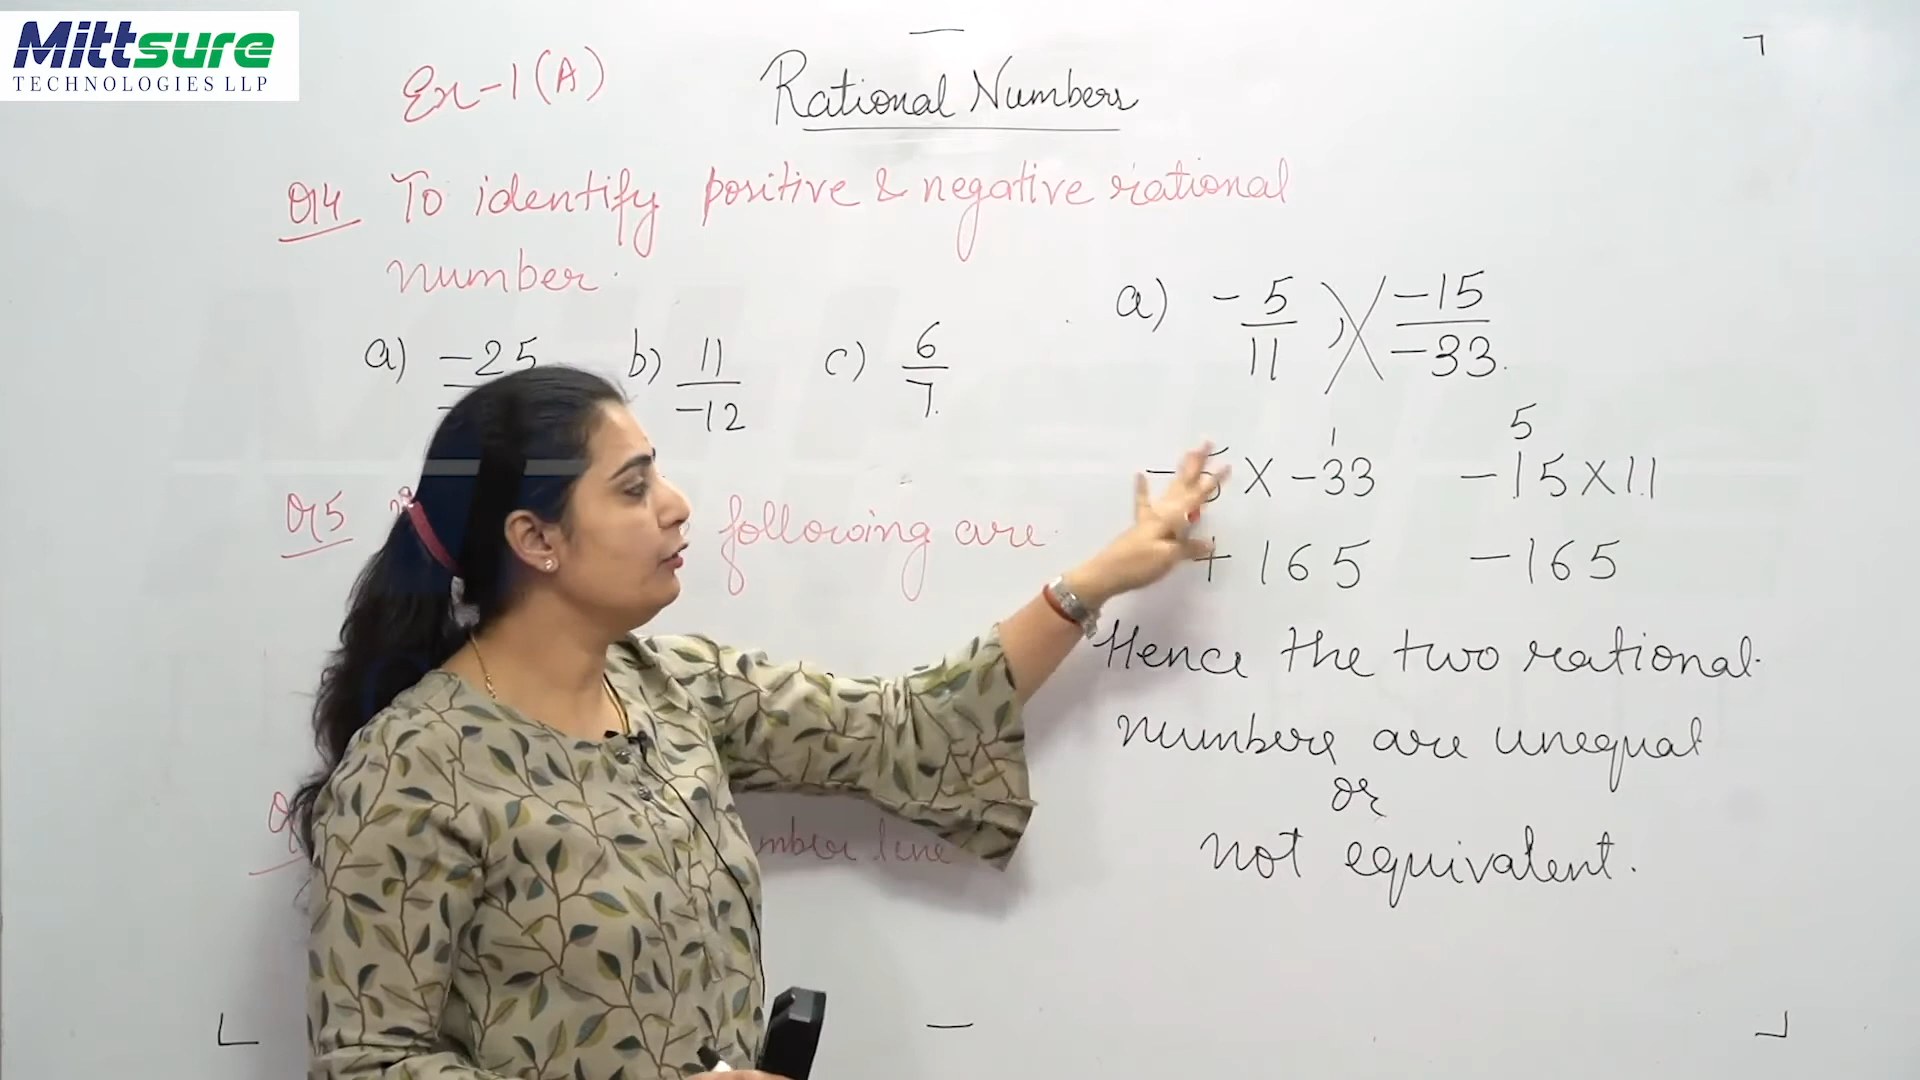 Mittsure
TECHNOLOGIES LLP
Ex-1(A)
Rational Numbers
Q4 To identify positive & negative rational
number.
a) -25
b) 11/-12
c) 6/7
Q5 following are
number line
a) -5/11, -15/-33
-5 X -33
-15 X 11
1
5
+165
-165
Hence the two rational
numbers are unequal
or
not equivalent.